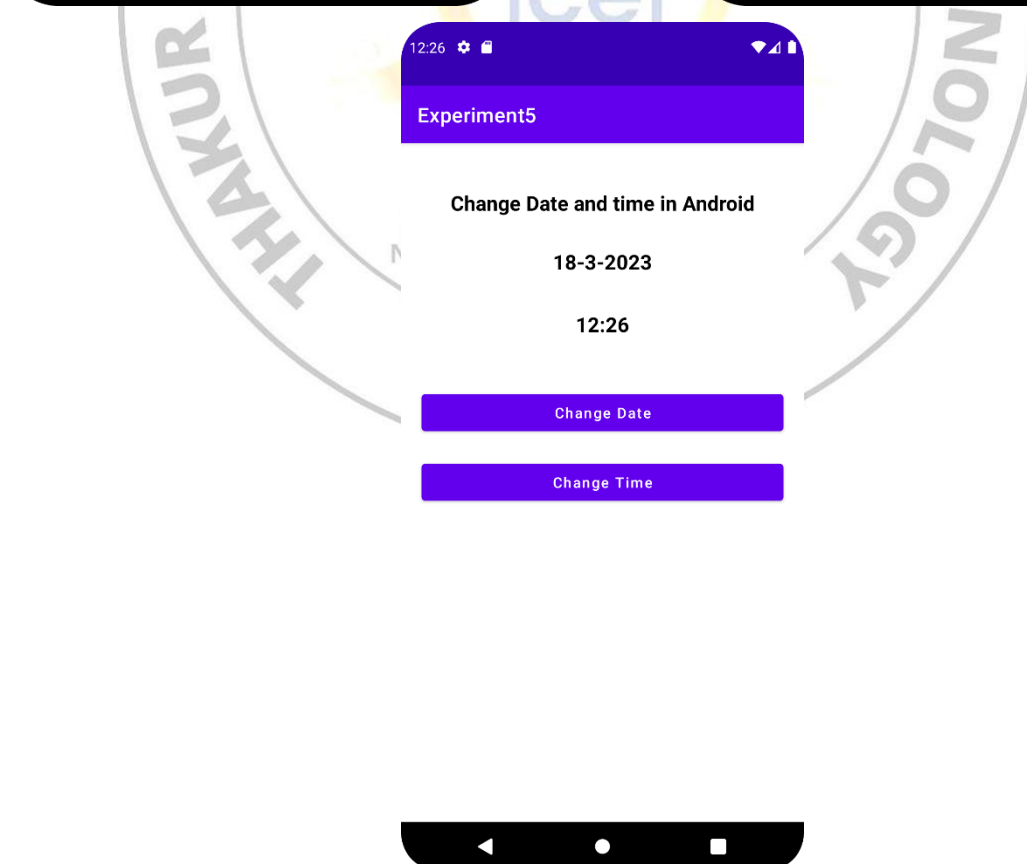 icef
THAKUR
NOLOGY
N
12:26
Experiment5
Change Date and time in Android
18-3-2023
12:26
Change Date
Change Time